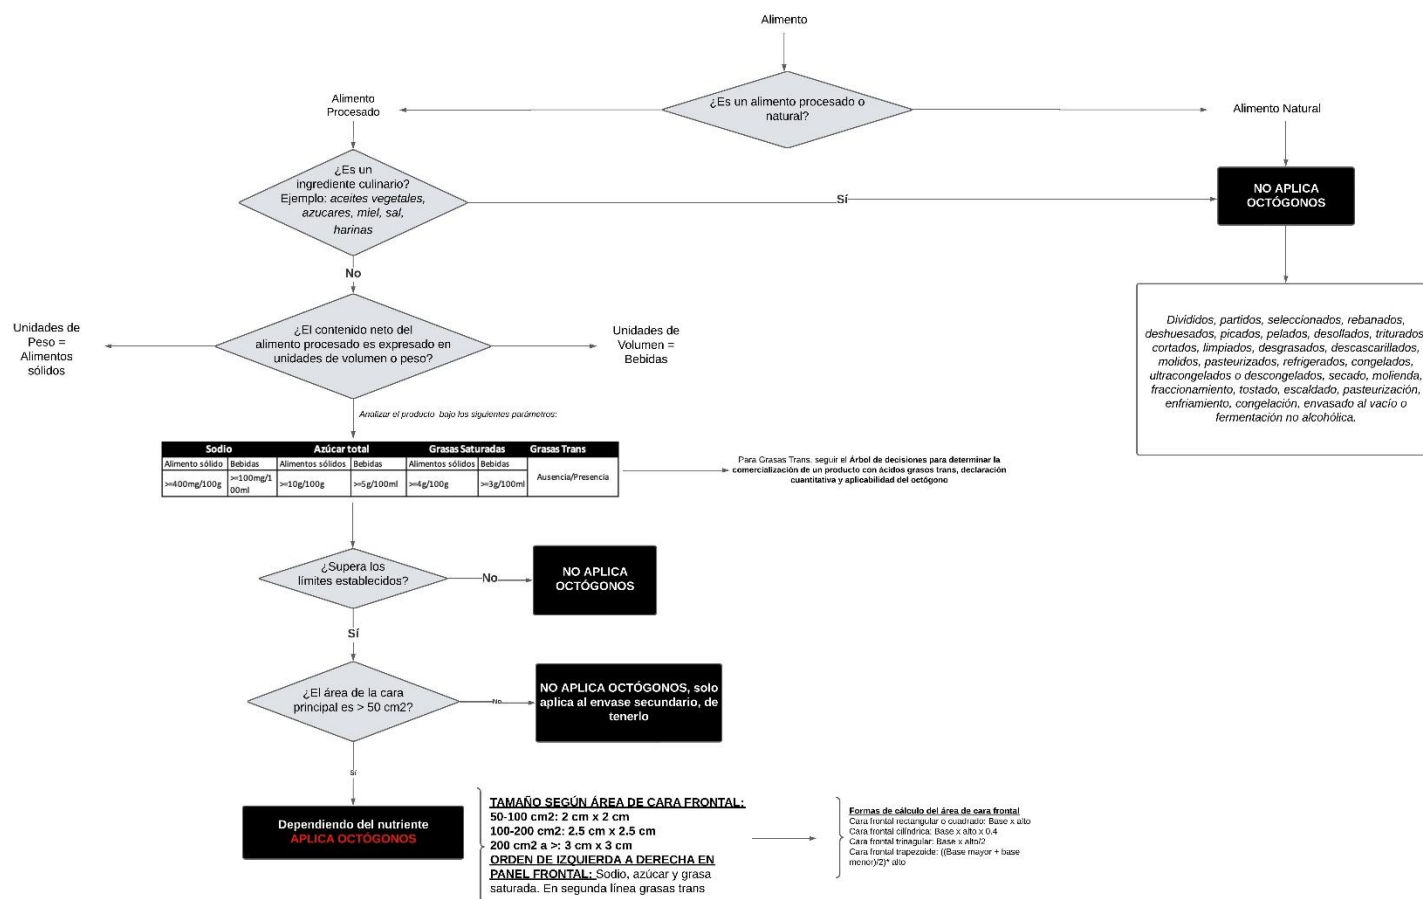 Alimento
¿Es un alimento procesado o
natural?
Alimento
Procesado
Alimento Natural
¿Es un
ingrediente culinario?
Ejemplo: aceites vegetales,
azucares, miel, sal,
harinas
Sí
NO APLICA
OCTÓGONOS
No
Unidades de
Peso =
Alimentos
sólidos
¿El contenido neto del
alimento procesado es expresado en
unidades de volumen o peso?
Unidades de
Volumen =
Bebidas
Divididos, partidos, seleccionados, rebanados,
deshuesados, picados, pelados, desollados, triturados,
cortados, limpiados, desgrasados, descascarillados,
molidos, pasteurizados, refrigerados, congelados,
ultracongelados o descongelados, secado, molienda,
fraccionamiento, tostado, escaldado, pasteurización,
enfriamiento, congelación, envasado al vacío o
fermentación no alcohólica.
Analizar el producto bajo los siguientes parámetros:
Sodio Azúcar total Grasas Saturadas Grasas Trans
Alimento sólido Bebidas Alimentos sólidos Bebidas Alimentos sólidos Bebidas Ausencia/Presencia
>=400mg/100g >=100mg/1 >=10g/100g >=5g/100ml >=4g/100g >=3g/100ml
00ml
Para Grasas Trans, seguir el Árbol de decisiones para determinar la
comercialización de un producto con ácidos grasos trans, declaración
cuantitativa y aplicabilidad del octógono
¿Supera los
límites establecidos?
No
NO APLICA
OCTÓGONOS
Sí
¿El área de la cara
principal es > 50 cm2?
No
NO APLICA OCTÓGONOS, solo
aplica al envase secundario, de
tenerlo
Sí
Dependiendo del nutriente
APLICA OCTÓGONOS
TAMAÑO SEGÚN ÁREA DE CARA FRONTAL:
50-100 cm2: 2 cm x 2 cm
100-200 cm2: 2.5 cm x 2.5 cm
200 cm2 a >: 3 cm x 3 cm
ORDEN DE IZQUIERDA A DERECHA EN
PANEL FRONTAL: Sodio, azúcar y grasa
saturada. En segunda línea grasas trans
Formas de cálculo del área de cara frontal
Cara frontal rectangular o cuadrado: Base x alto
Cara frontal cilíndrica: Base x alto x 0.4
Cara frontal trinagular: Base x alto/2
Cara frontal trapezoide: ((Base mayor + base
menor)/2)* alto